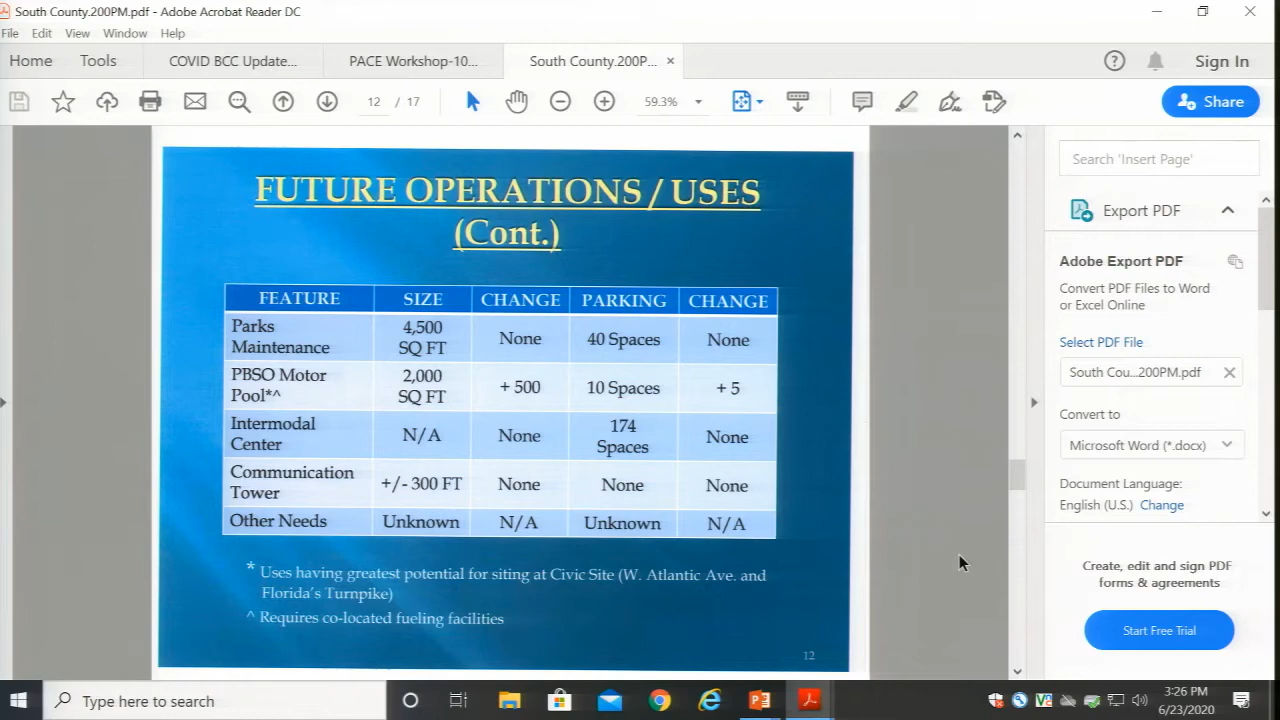 South County.200PM.pdf - Adobe Acrobat Reader DC
File Edit View Window Help
Home Tools COVID BCC Update... PACE Workshop-10... South County.200P... × Sign In
12 / 17 59.3% Share
FUTURE OPERATIONS / USES
(Cont.)
FEATURE SIZE CHANGE PARKING CHANGE
Parks
Maintenance
4,500
SQ FT
None
40 Spaces
None
PBSO Motor
Pool*^
2,000
SQ FT
+ 500
10 Spaces
+ 5
Intermodal
Center
N/A
None
174
Spaces
None
Communication
Tower
+/- 300 FT
None
None
None
Other Needs Unknown N/A Unknown N/A
* Uses having greatest potential for siting at Civic Site (W. Atlantic Ave. and
Florida's Turnpike)
^ Requires co-located fueling facilities
12
Search 'Insert Page'
Export PDF
Adobe Export PDF
Convert PDF Files to Word
or Excel Online
Select PDF File
South Cou...200PM.pdf
Convert to
Microsoft Word (*.docx)
Document Language:
English (U.S.) Change
Create, edit and sign PDF
forms & agreements
Start Free Trial
Type here to search
3:26 PM
6/23/2020